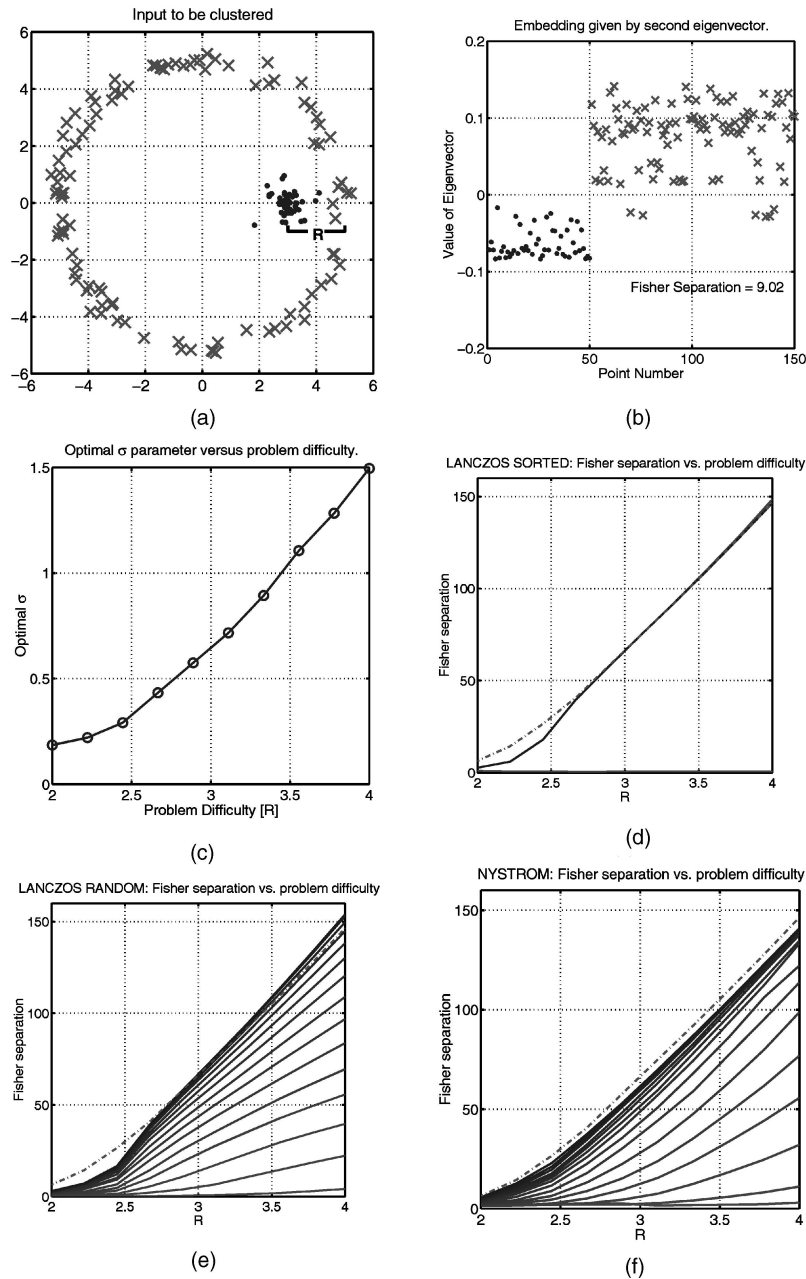 Input to be clustered
6
4
2
0
−2
−4
−6
−6 −4 −2 0 2 4 6
R
(a)
Embedding given by second eigenvector.
Value of Eigenvector
0.2
0.1
0
−0.1
−0.2
Fisher Separation = 9.02
0 50 100 150
Point Number
(b)
Optimal σ parameter versus problem difficulty.
Optimal σ
1.5
1
0.5
0
2 2.5 3 3.5 4
Problem Difficulty [R]
(c)
LANCZOS SORTED: Fisher separation vs. problem difficulty
Fisher separation
150
100
50
0
2 2.5 3 3.5 4
R
(d)
LANCZOS RANDOM: Fisher separation vs. problem difficulty
Fisher separation
150
100
50
0
2 2.5 3 3.5 4
R
(e)
NYSTROM: Fisher separation vs. problem difficulty
Fisher separation
150
100
50
0
2 2.5 3 3.5 4
R
(f)